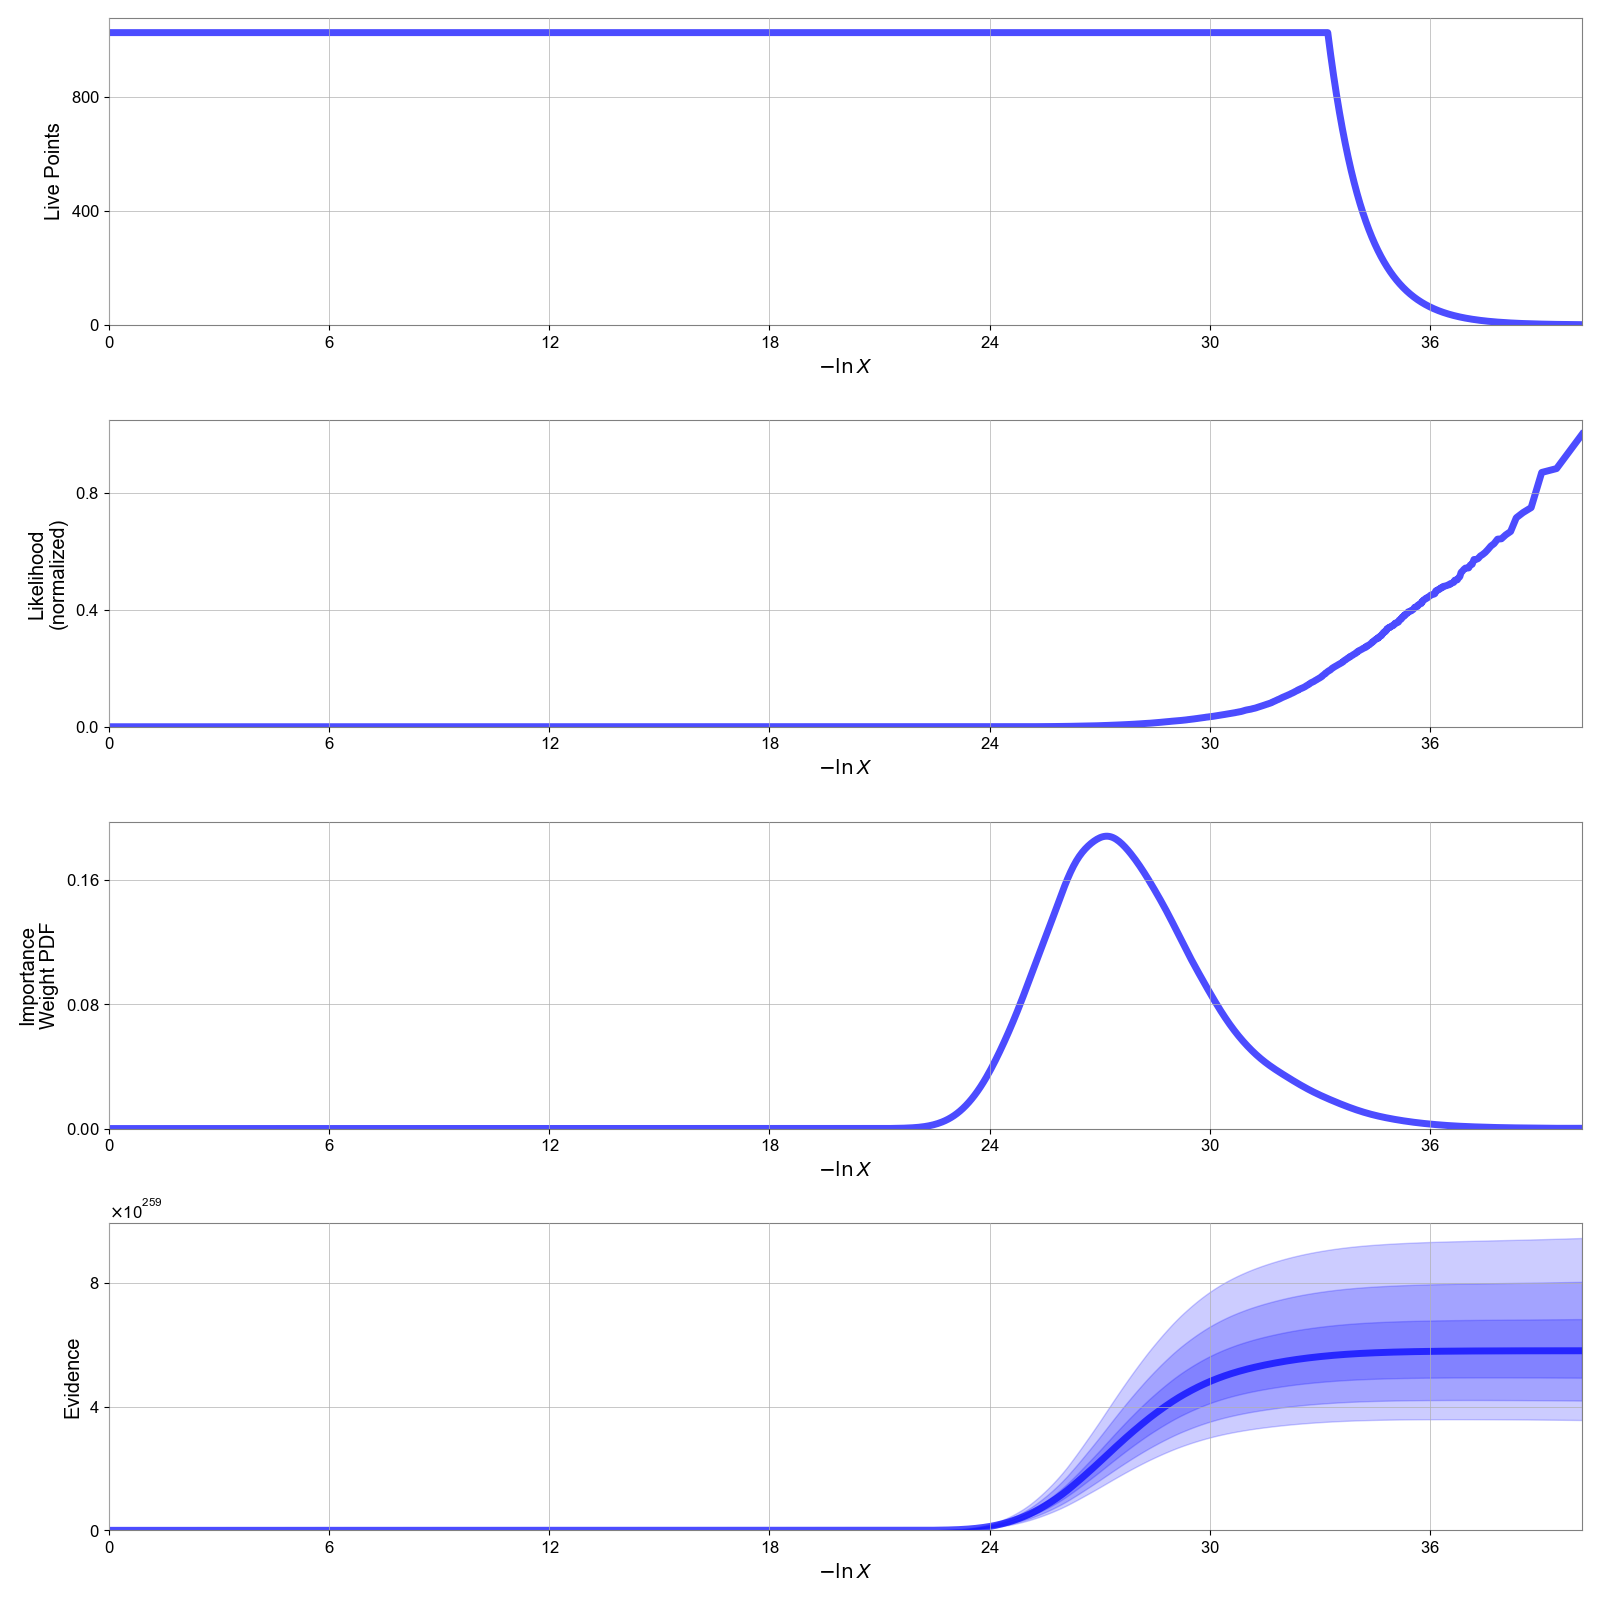 800
400
0
Live Points
0 6 12 18 24 30 36
−ln X
0.8
0.4
0.0
Likelihood
(normalized)
0 6 12 18 24 30 36
−ln X
0.16
0.08
0.00
Importance
Weight PDF
0 6 12 18 24 30 36
−ln X
×10^259
8
4
0
Evidence
0 6 12 18 24 30 36
−ln X